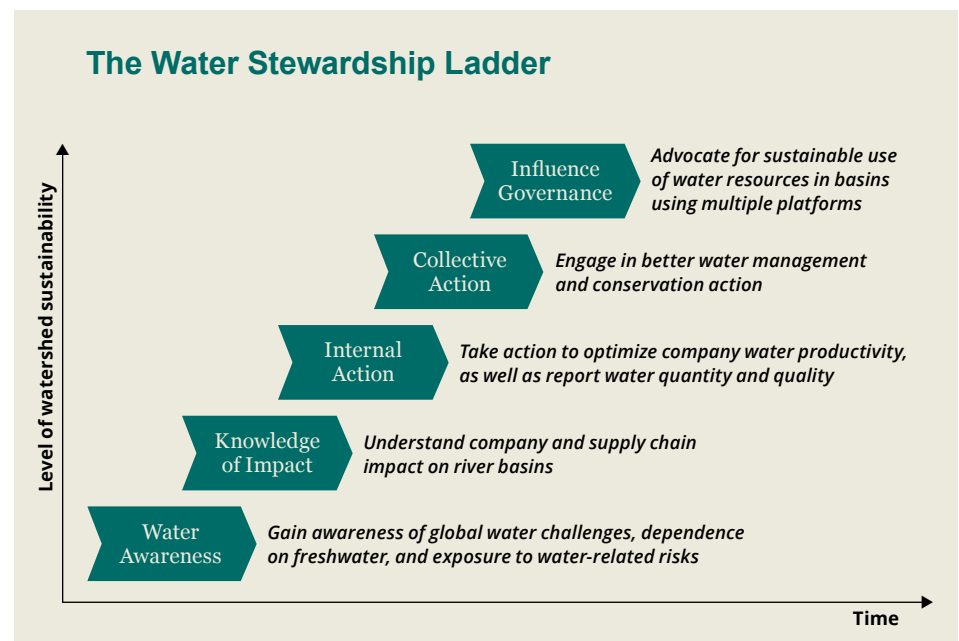 The Water Stewardship Ladder
Level of watershed sustainability
Influence
Governance
Advocate for sustainable use
of water resources in basins
using multiple platforms
Collective
Action
Engage in better water management
and conservation action
Internal
Action
Take action to optimize company water productivity,
as well as report water quantity and quality
Knowledge
of Impact
Understand company and supply chain
impact on river basins
Water
Awareness
Gain awareness of global water challenges, dependence
on freshwater, and exposure to water-related risks
Time